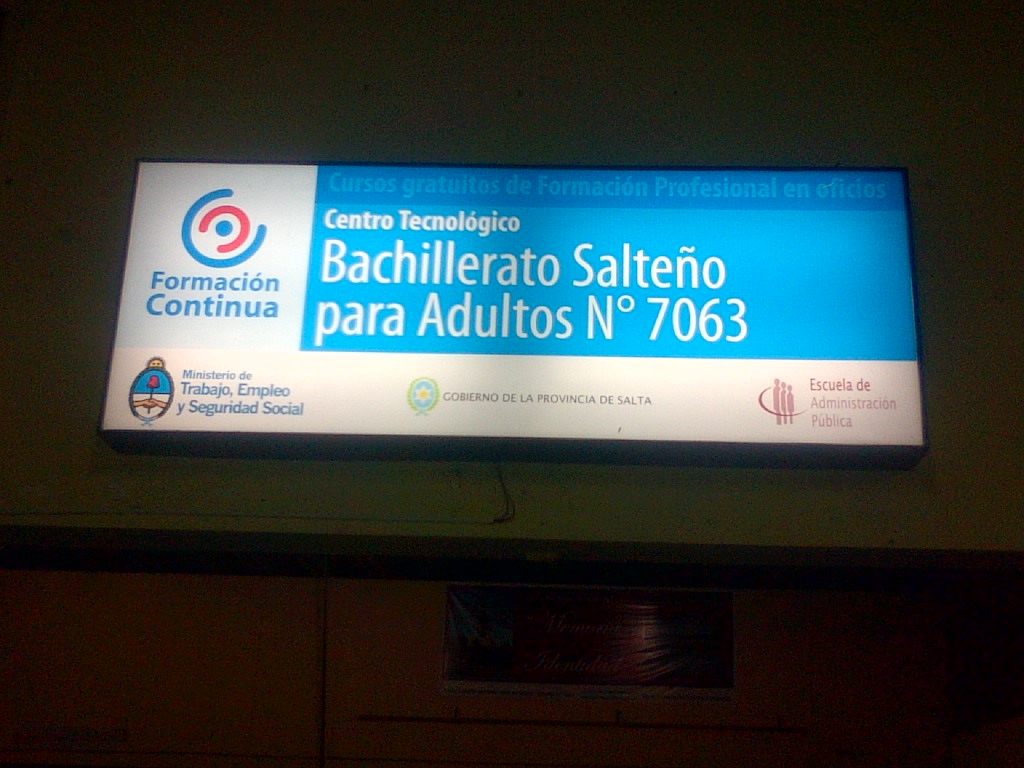 Cursos gratuitos de Formación Profesional en oficios
Centro Tecnológico
Bachillerato Salteño
para Adultos N° 7063
Formación
Continua
Ministerio de
Trabajo, Empleo
y Seguridad Social
GOBIERNO DE LA PROVINCIA DE SALTA
Escuela de
Administración
Pública
Identidad